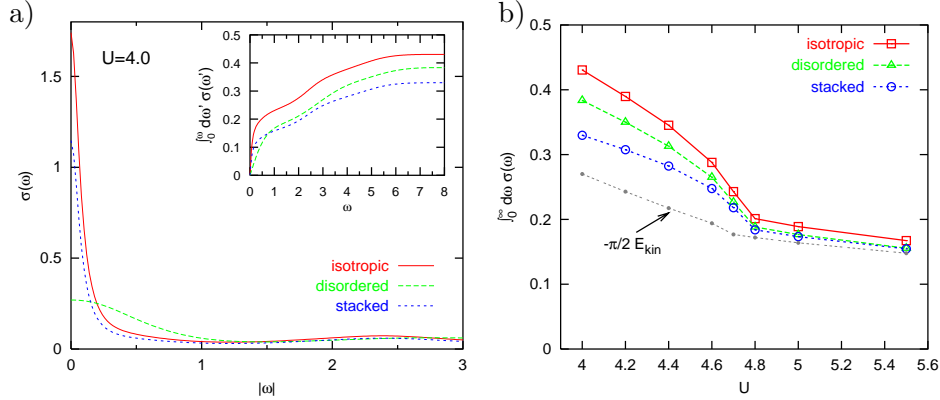 a)
U=4.0
σ(ω)
1.5
1
0.5
0
0
1
2
3
|ω|
isotropic
disordered
stacked
∫₀^ω dω' σ(ω')
0.5
0.4
0.3
0.2
0.1
0
0 1 2 3 4 5 6 7 8
ω
b)
∫₀^∞ dω σ(ω)
0.5
0.4
0.3
0.2
0.1
0
4 4.2 4.4 4.6 4.8 5 5.2 5.4 5.6
U
isotropic
disordered
stacked
-π/2 E_kin